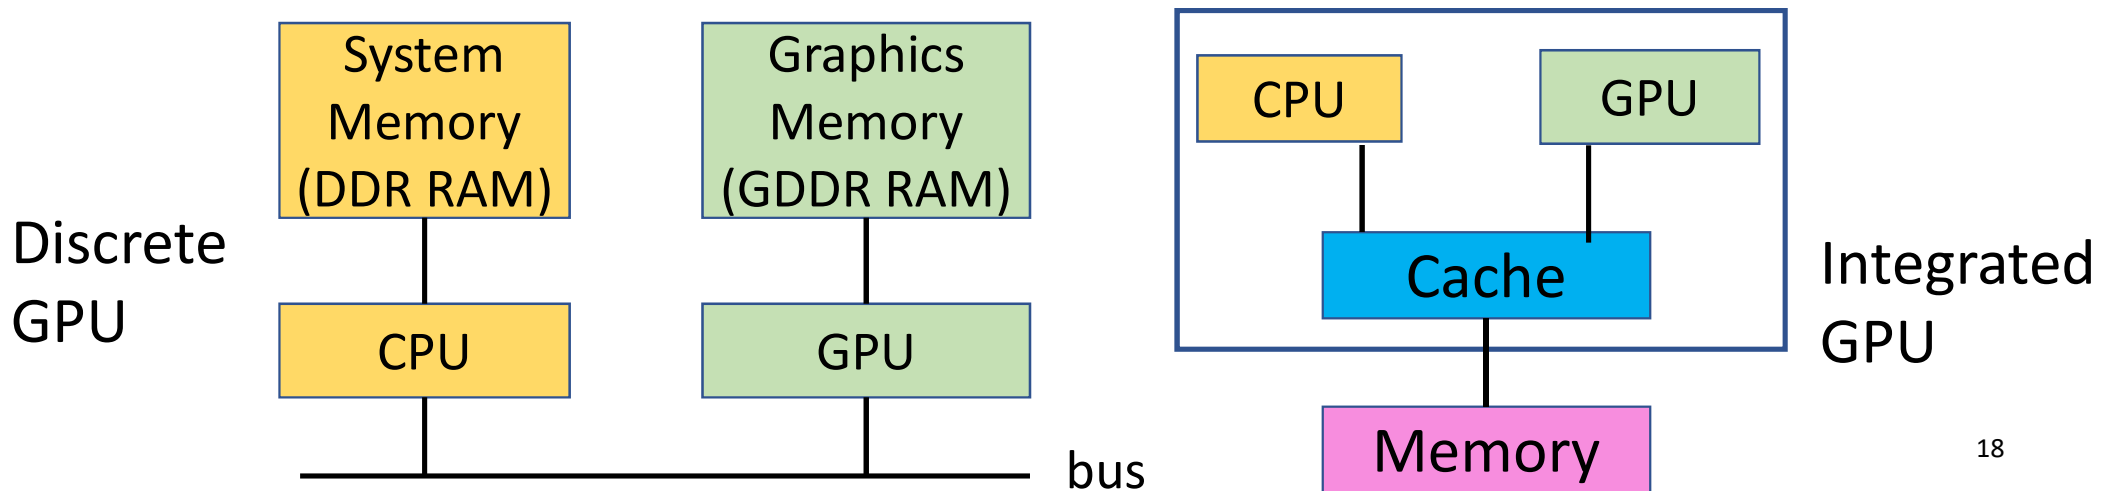 Discrete
GPU
System
Memory
(DDR RAM)
CPU
Graphics
Memory
(GDDR RAM)
GPU
bus
CPU
GPU
Cache
Memory
Integrated
GPU
18